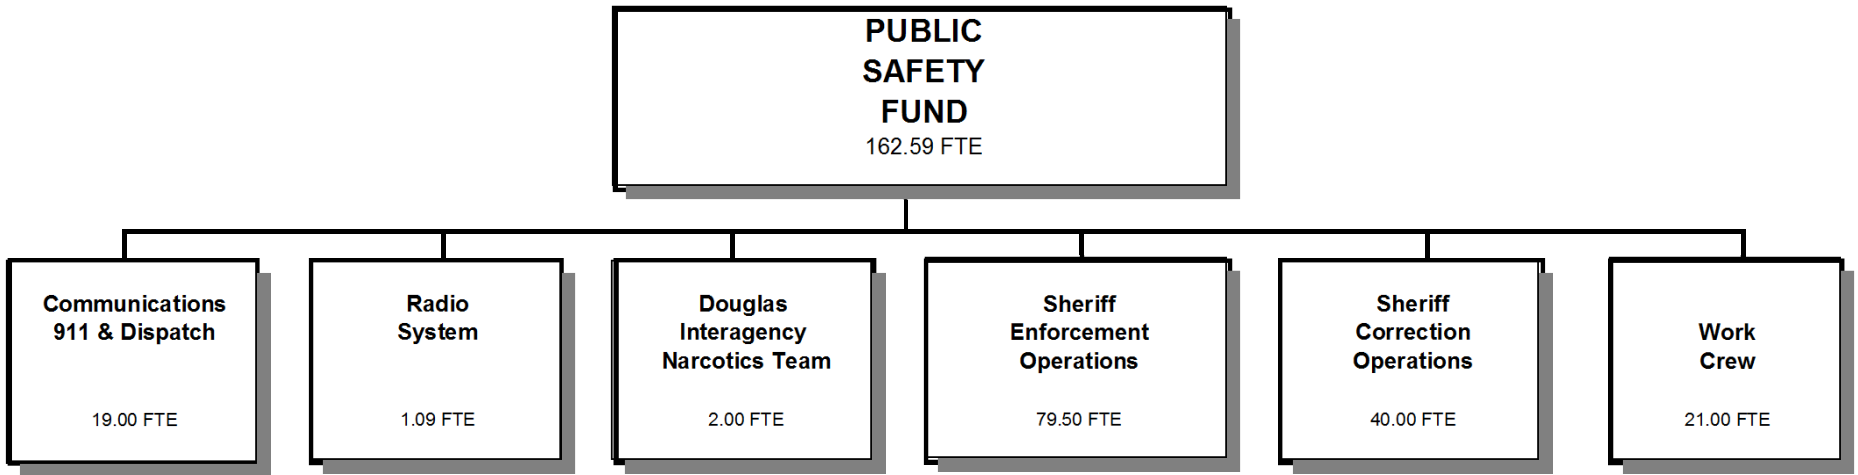 PUBLIC
SAFETY
FUND
162.59 FTE
Communications
911 & Dispatch
19.00 FTE
Radio
System
1.09 FTE
Douglas
Interagency
Narcotics Team
2.00 FTE
Sheriff
Enforcement
Operations
79.50 FTE
Sheriff
Correction
Operations
40.00 FTE
Work
Crew
21.00 FTE